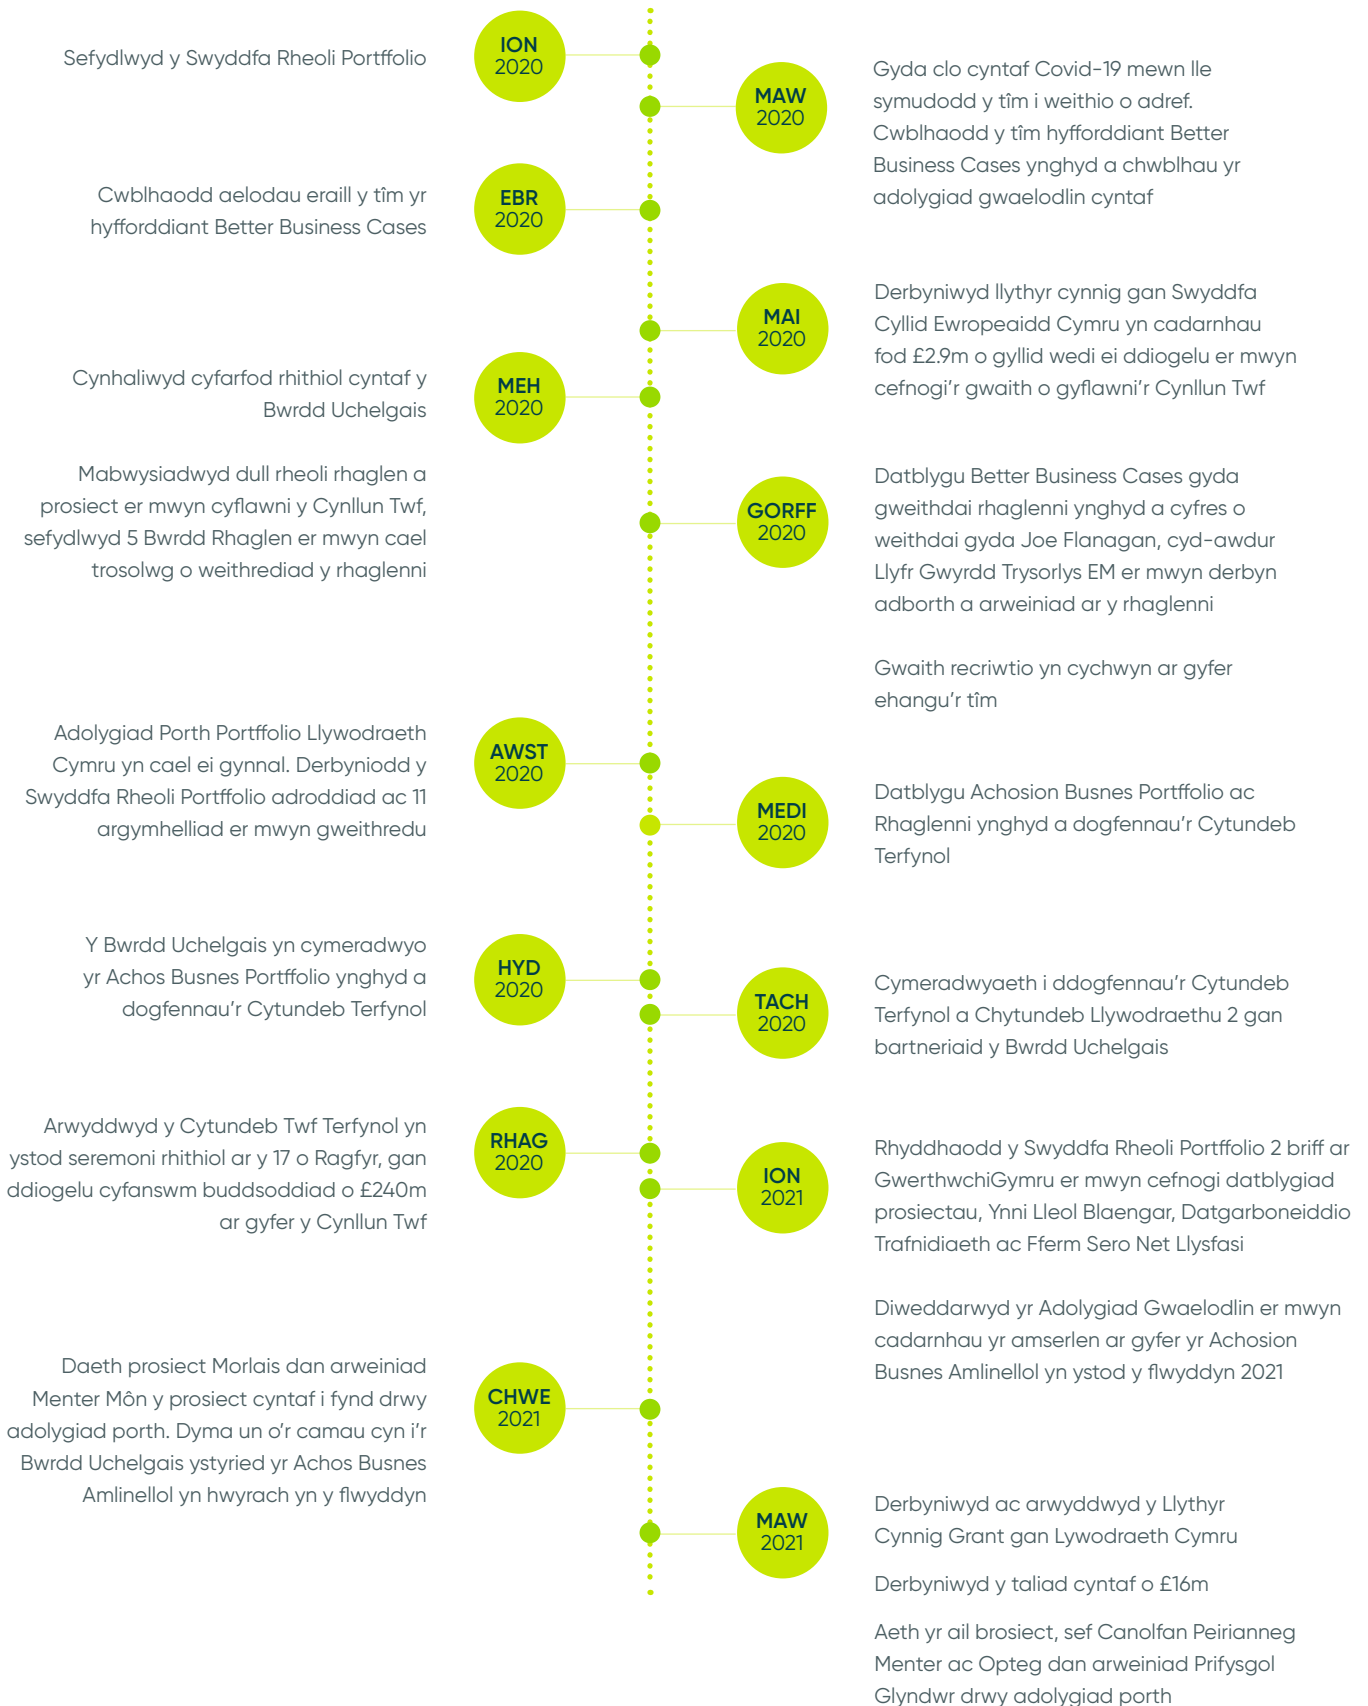 ION
2020
Sefydlwyd y Swyddfa Rheoli Portffolio
MAW
2020
Gyda clo cyntaf Covid-19 mewn lle
symudodd y tîm i weithio o adref.
Cwblhaodd y tîm hyfforddiant Better
Business Cases ynghyd a chwblhau yr
adolygiad gwaelodlin cyntaf
EBR
2020
Cwblhaodd aelodau eraill y tîm yr
hyfforddiant Better Business Cases
MAI
2020
Derbyniwyd llythyr cynnig gan Swyddfa
Cyllid Ewropeaidd Cymru yn cadarnhau
fod £2.9m o gyllid wedi ei ddiogelu er mwyn
cefnogi'r gwaith o gyflawni'r Cynllun Twf
MEH
2020
Cynhaliwyd cyfarfod rhithiol cyntaf y
Bwrdd Uchelgais
Mabwysiadwyd dull rheoli rhaglen a
prosiect er mwyn cyflawni y Cynllun Twf,
sefydlwyd 5 Bwrdd Rhaglen er mwyn cael
trosolwg o weithrediad y rhaglenni
GORFF
2020
Datblygu Better Business Cases gyda
gweithdai rhaglenni ynghyd a cyfres o
weithdai gyda Joe Flanagan, cyd-awdur
Llyfr Gwyrdd Trysorlys EM er mwyn derbyn
adborth a arweiniad ar y rhaglenni
Gwaith recriwtio yn cychwyn ar gyfer
ehangu'r tîm
AWST
2020
Adolygiad Porth Portffolio Llywodraeth
Cymru yn cael ei gynnal. Derbyniodd y
Swyddfa Rheoli Portffolio adroddiad ac 11
argymhelliad er mwyn gweithredu
MEDI
2020
Datblygu Achosion Busnes Portffolio ac
Rhaglenni ynghyd a dogfennau'r Cytundeb
Terfynol
HYD
2020
Y Bwrdd Uchelgais yn cymeradwyo
yr Achos Busnes Portffolio ynghyd a
dogfennau'r Cytundeb Terfynol
TACH
2020
Cymeradwyaeth i ddogfennau'r Cytundeb
Terfynol a Chytundeb Llywodraethu 2 gan
bartneriaid y Bwrdd Uchelgais
RHAG
2020
Arwyddwyd y Cytundeb Twf Terfynol yn
ystod seremoni rhithiol ar y 17 o Ragfyr, gan
ddiogelu cyfanswm buddsoddiad o £240m
ar gyfer y Cynllun Twf
ION
2021
Rhyddhaodd y Swyddfa Rheoli Portffolio 2 briff ar
GwerthwchiGymru er mwyn cefnogi datblygiad
prosiectau, Ynni Lleol Blaengar, Datgarboneiddio
Trafnidiaeth ac Fferm Sero Net Llysfasi
Diweddarwyd yr Adolygiad Gwaelodlin er mwyn
cadarnhau yr amserlen ar gyfer yr Achosion
Busnes Amlinellol yn ystod y flwyddyn 2021
CHWE
2021
Daeth prosiect Morlais dan arweiniad
Menter Môn y prosiect cyntaf i fynd drwy
adolygiad porth. Dyma un o'r camau cyn i'r
Bwrdd Uchelgais ystyried yr Achos Busnes
Amlinellol yn hwyrach yn y flwyddyn
MAW
2021
Derbyniwyd ac arwyddwyd y Llythyr
Cynnig Grant gan Lywodraeth Cymru
Derbyniwyd y taliad cyntaf o £16m
Aeth yr ail brosiect, sef Canolfan Peirianneg
Menter ac Opteg dan arweiniad Prifysgol
Glyndwr drwy adolygiad porth